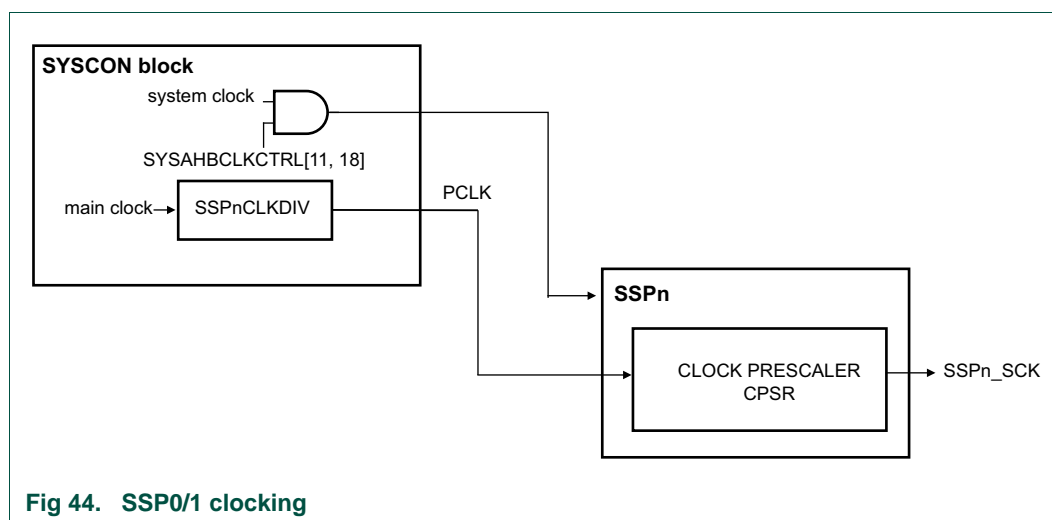 SYSCON block
system clock
SYSAHBCLKCTRL[11, 18]
main clock
SSPnCLKDIV
PCLK
SSPn
CLOCK PRESCALER
CPSR
SSPn_SCK
Fig 44. SSP0/1 clocking